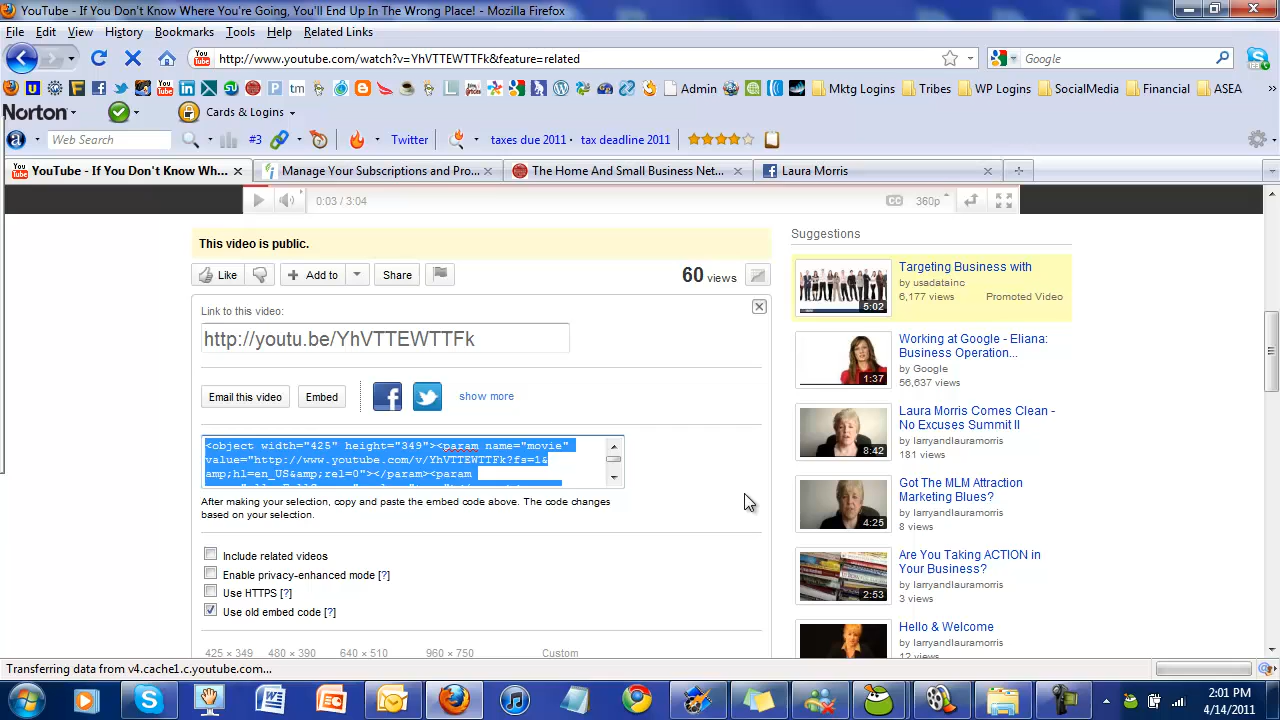 YouTube - If You Don't Know Where You're Going, You'll End Up In The Wrong Place! - Mozilla Firefox
File Edit View History Bookmarks Tools Help Related Links
You Tube http://www.youtube.com/watch?v=YhVTTEWTTFk&feature=related Google
Admin Mktg Logins Tribes WP Logins SocialMedia Financial ASEA
Norton Cards & Logins
Web Search #3 Twitter taxes due 2011 tax deadline 2011
YouTube - If You Don't Know Wh... Manage Your Subscriptions and Pro... The Home And Small Business Net... Laura Morris
0:03 / 3:04 CC 360p
This video is public.
Like Add to Share 60 views
Link to this video:
http://youtu.be/YhVTTEWTTFk
Email this video Embed show more
<object width="425" height="349"><param name="movie"
value="http://www.youtube.com/v/YhVTTEWTTFk?fs=1&
amp;hl=en_US&amp;rel=0"></param><param
After making your selection, copy and paste the embed code above. The code changes
based on your selection.
Include related videos
Enable privacy-enhanced mode [?]
Use HTTPS [?]
Use old embed code [?]
425 × 349 480 × 390 640 × 510 960 × 750 Custom
Suggestions
Targeting Business with
by usadatainc
6,177 views Promoted Video
5:02
Working at Google - Eliana:
Business Operation...
by Google
56,637 views
1:37
Laura Morris Comes Clean -
No Excuses Summit II
by larryandlauramorris
181 views
8:42
Got The MLM Attraction
Marketing Blues?
by larryandlauramorris
8 views
4:25
Are You Taking ACTION in
Your Business?
by larryandlauramorris
3 views
2:53
Hello & Welcome
by larryandlauramorris
12 views
Transferring data from v4.cache1.c.youtube.com...
2:01 PM
4/14/2011